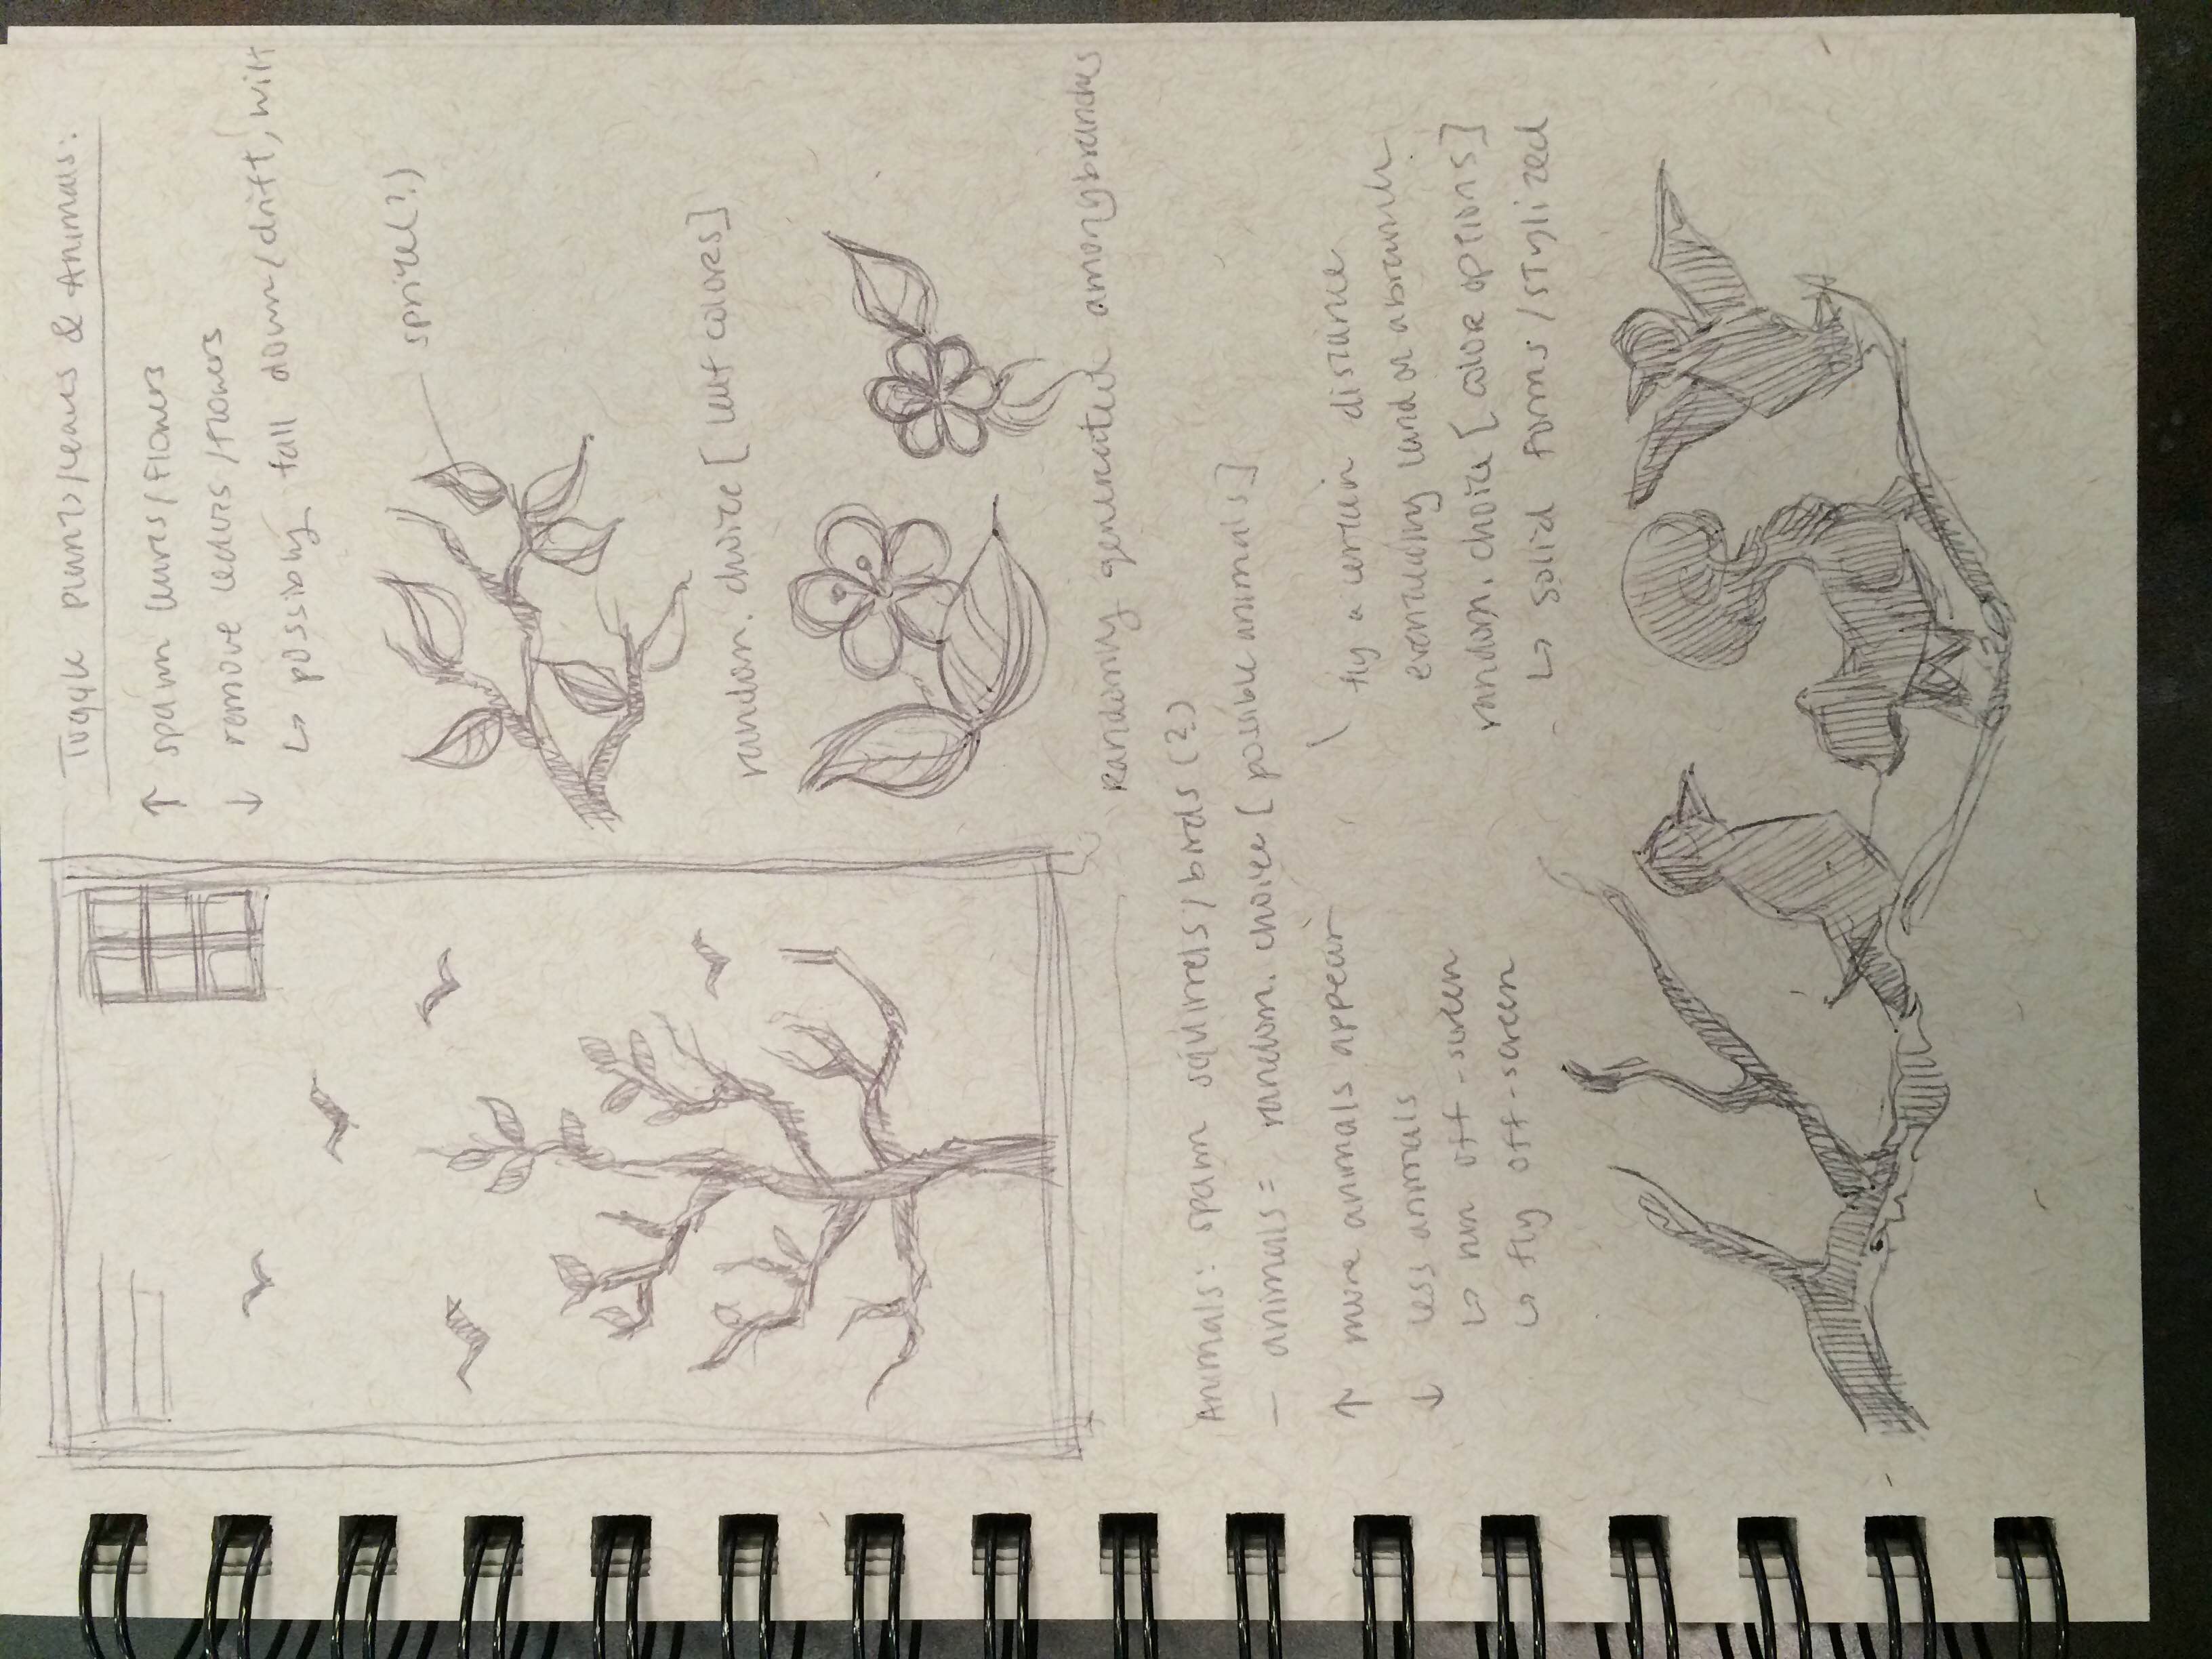 Toggle Plants/Leaves & Animals:
↑ spawn leaves/flowers
↓ remove leaves/flowers
↳ possibly fall down/drift, wilt
sprite(?)
random.choice[leaf colors]
Randomly generated among branches
Animals: spawn squirrels/birds(?)
— animals = random.choice[possible animals]
↑ more animals appear
↓ less animals
↳ run off-screen
↳ fly off-screen
fly a certain distance
eventually land on a branch
random.choice[color options]
↳ solid forms/stylized